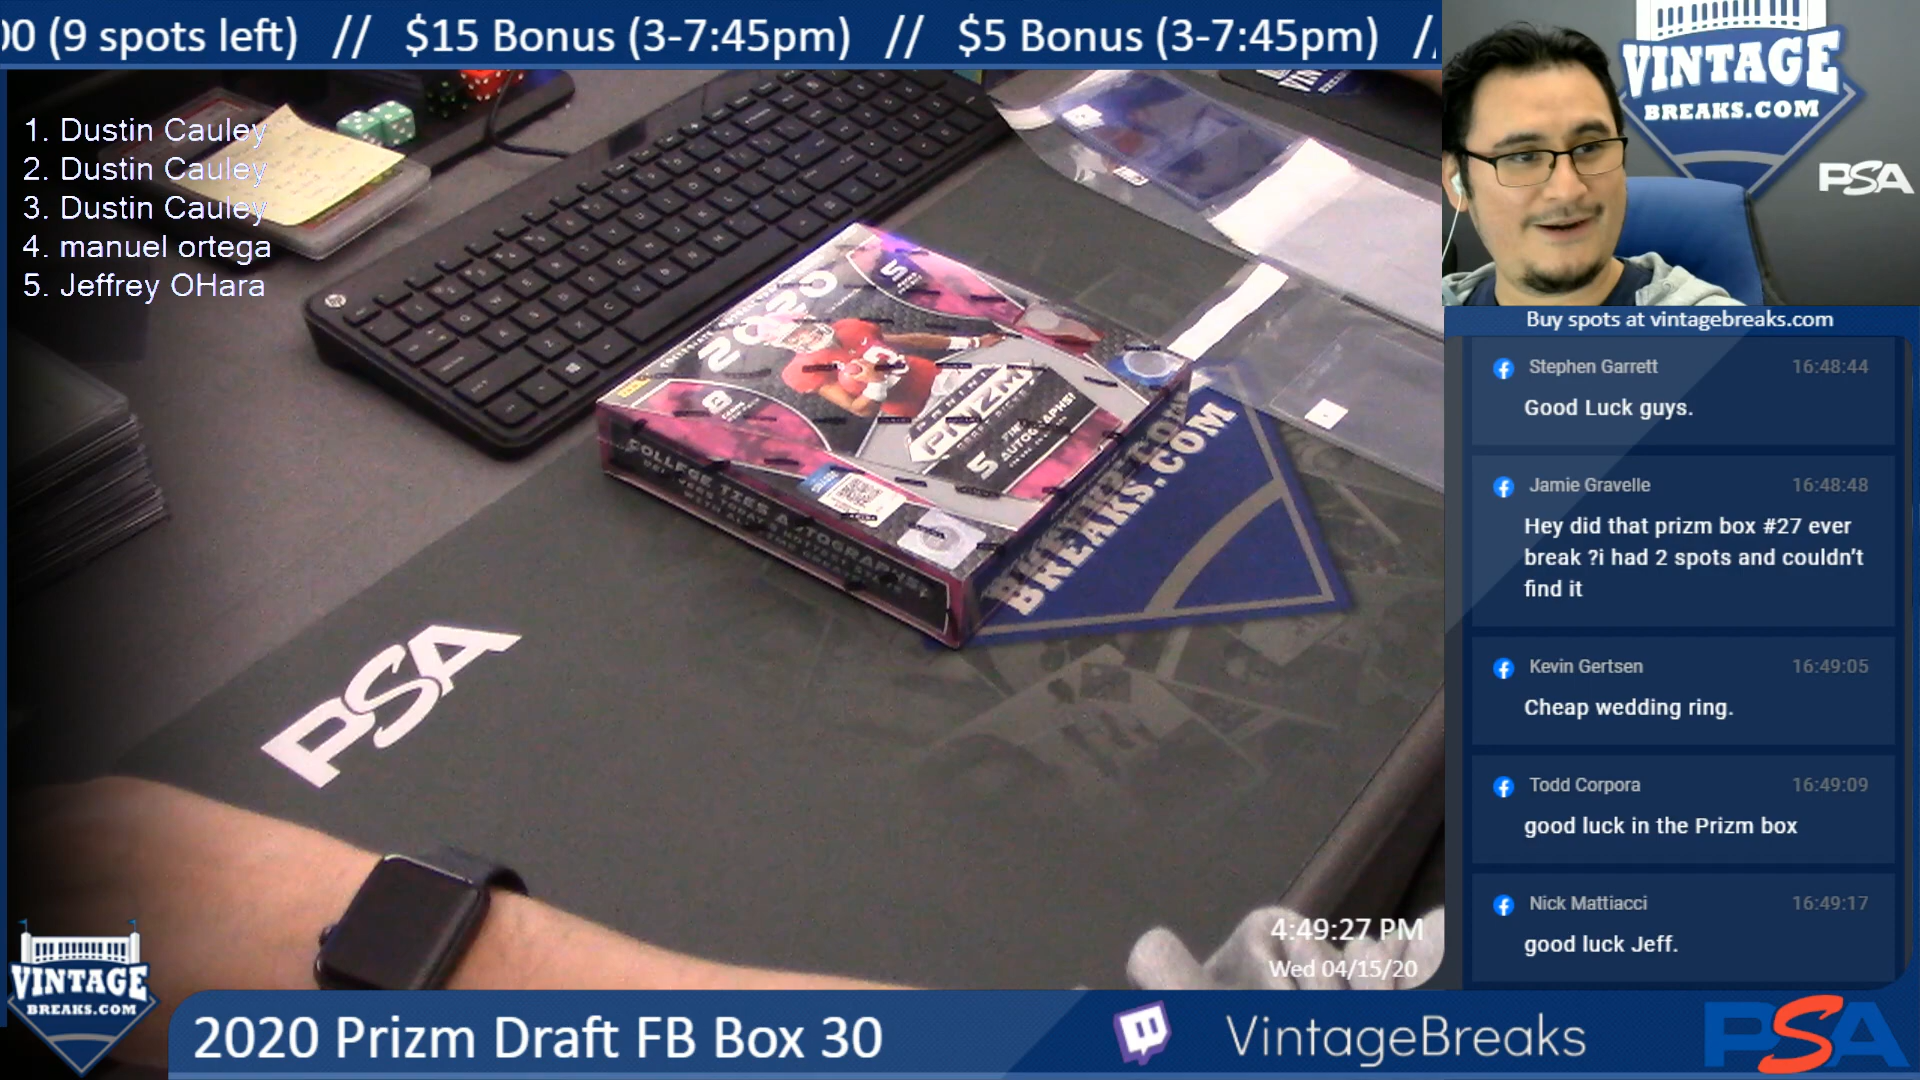 00 (9 spots left) // $15 Bonus (3-7:45pm) // $5 Bonus (3-7:45pm) //
1. Dustin Cauley
2. Dustin Cauley
3. Dustin Cauley
4. manuel ortega
5. Jeffrey OHara
2020
5
8
PANINI
PRIZM
5 AUTOGRAPHS!
BREAKS.COM
PSA
hp
VINTAGE
BREAKS.COM
PSA
Buy spots at vintagebreaks.com
Stephen Garrett 16:48:44
Good Luck guys.
Jamie Gravelle 16:48:48
Hey did that prizm box #27 ever
break ?i had 2 spots and couldn't
find it
Kevin Gertsen 16:49:05
Cheap wedding ring.
Todd Corpora 16:49:09
good luck in the Prizm box
Nick Mattiacci 16:49:17
good luck Jeff.
4:49:27 PM
Wed 04/15/20
VINTAGE
BREAKS.COM
2020 Prizm Draft FB Box 30
VintageBreaks
PSA